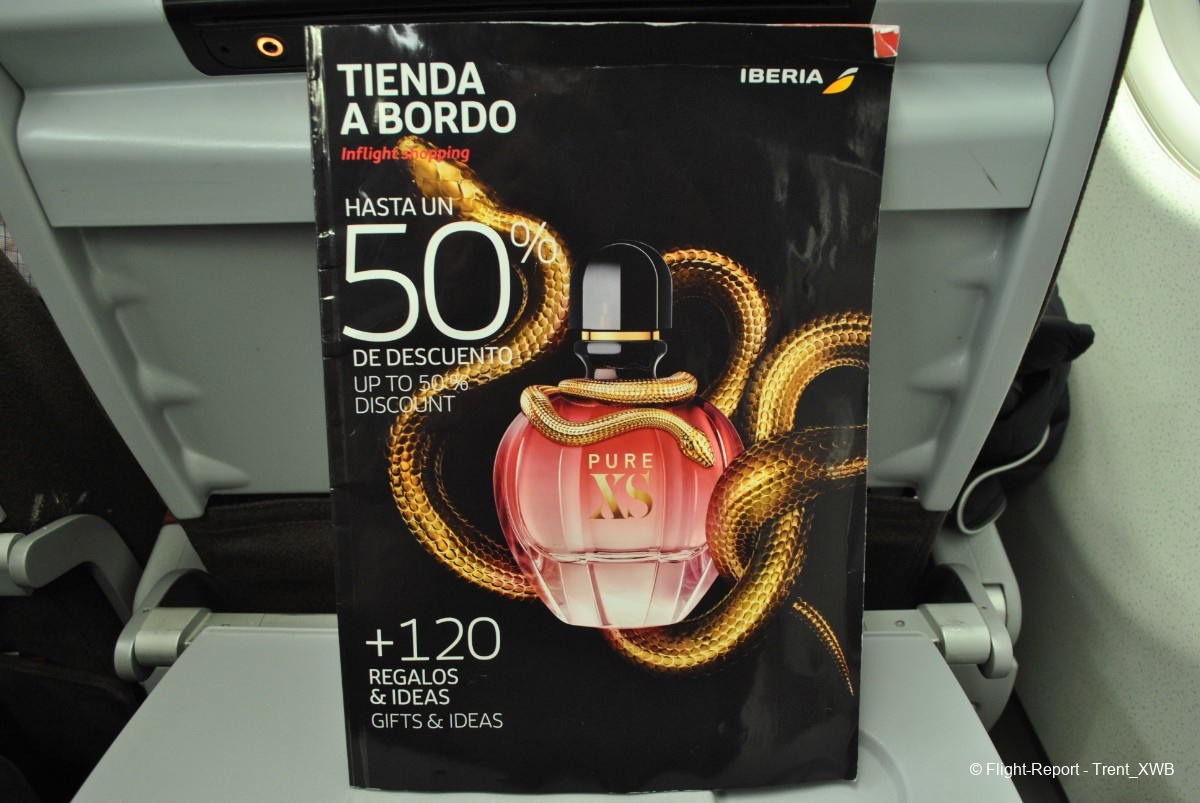 TIENDA
A BORDO
Inflight shopping
IBERIA
HASTA UN
50%
DE DESCUENTO
UP TO 50%
DISCOUNT
PURE
XS
+120
REGALOS
& IDEAS
GIFTS & IDEAS
© Flight-Report - Trent_XWB